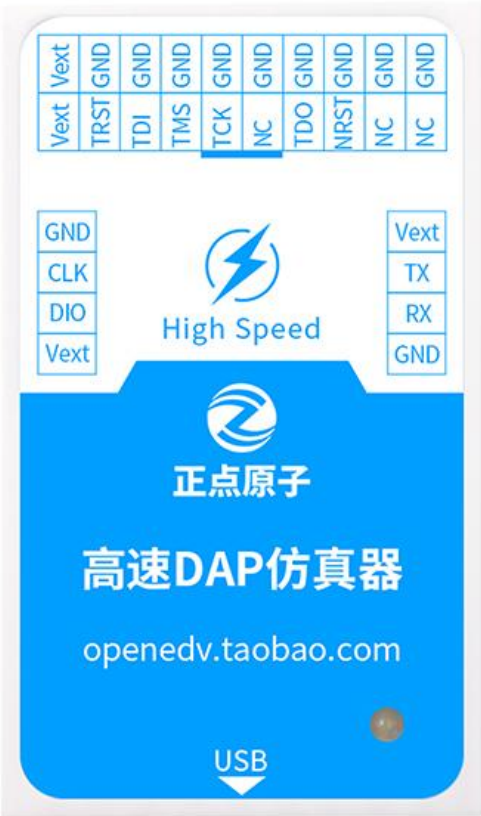 Vext GND GND GND GND GND GND GND GND GND
Vext TRST TDI TMS TCK NC TDO NRST NC NC
GND
CLK
DIO
Vext
Vext
TX
RX
GND
High Speed
正点原子
高速DAP仿真器
openedv.taobao.com
USB